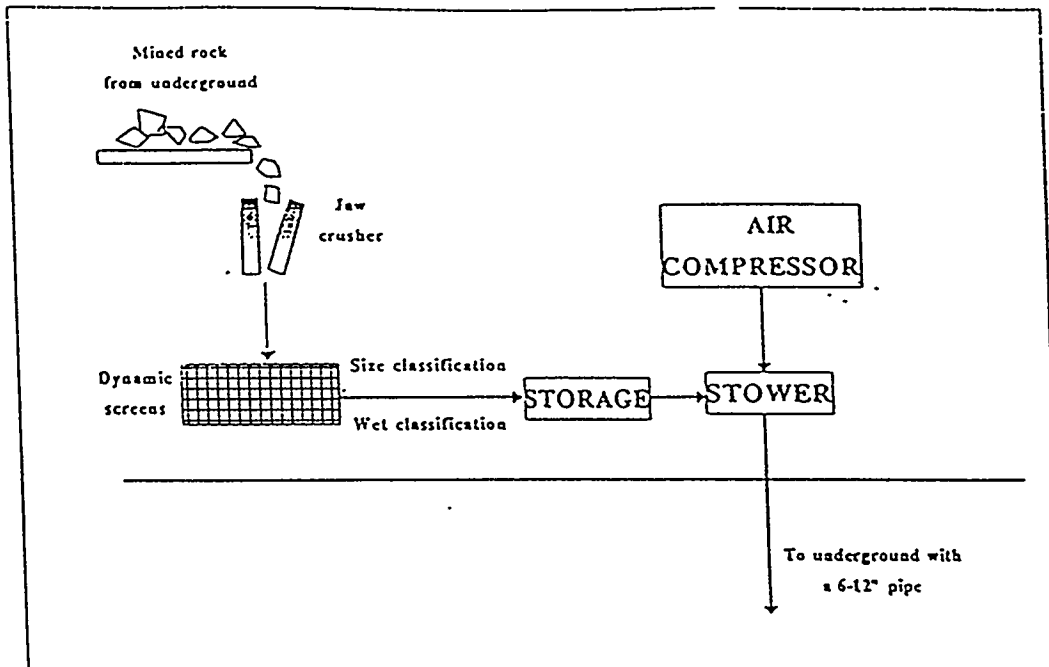 Mined rock
from underground
Jaw
crusher
AIR
COMPRESSOR
Dynamic
screens
Size classification
Wet classification
STORAGE
STOWER
To underground with
a 6-12" pipe